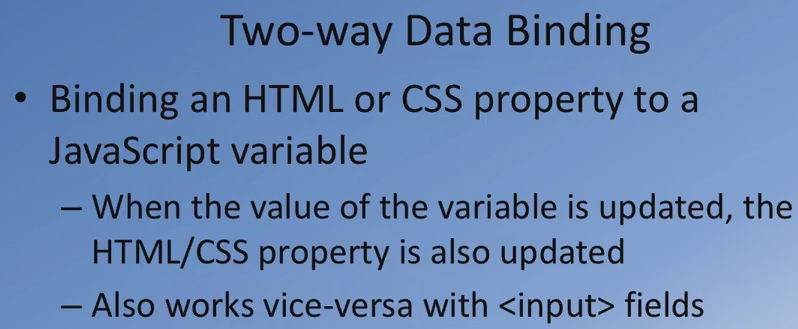 Two-way Data Binding
• Binding an HTML or CSS property to a
JavaScript variable
– When the value of the variable is updated, the
HTML/CSS property is also updated
– Also works vice-versa with <input> fields